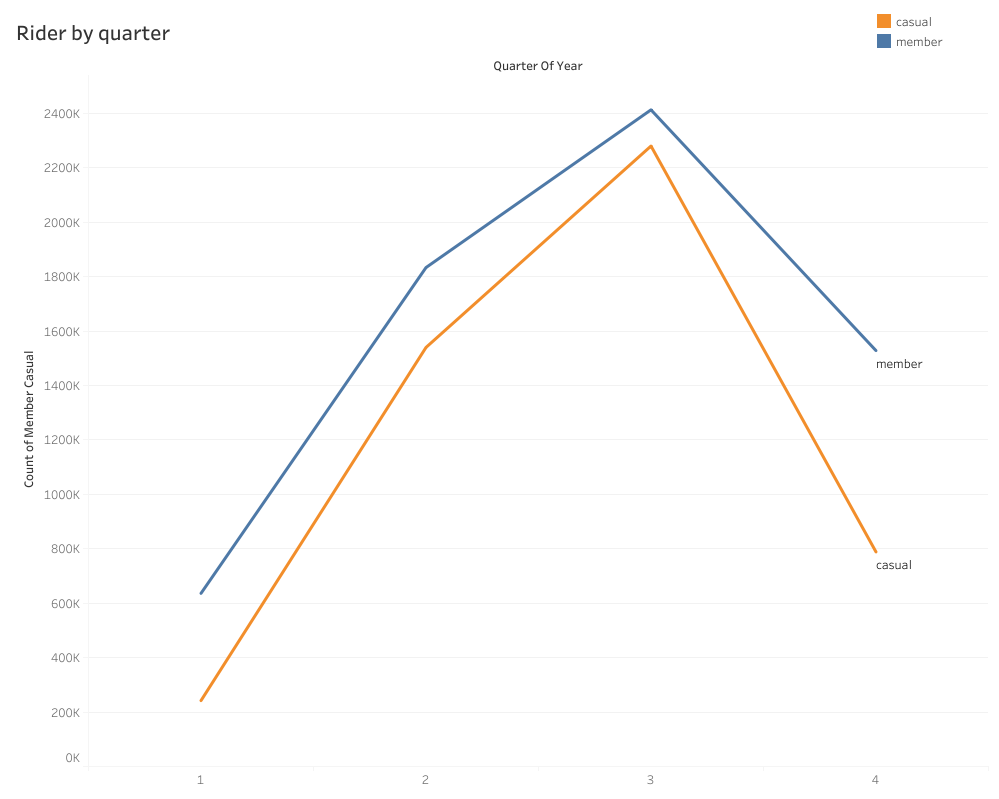 Rider by quarter
casual
member
Quarter Of Year
Count of Member Casual
2400K
2200K
2000K
1800K
1600K
1400K
1200K
1000K
800K
600K
400K
200K
0K
member
casual
1
2
3
4